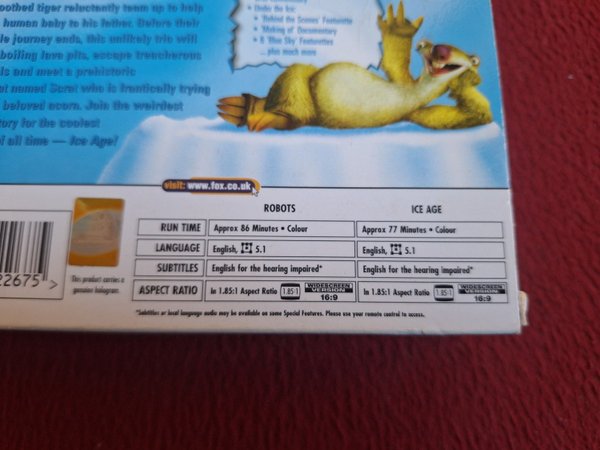 oothed tiger reluctantly team up to help
human baby to his father. Before their
le journey ends, this unlikely trio will
boiling lava pits, escape treacherous
ls and meet a prehistoric
at named Scrat who is frantically trying
beloved acorn. Join the weirdest
tory for the coolest
of all time — Ice Age!
• Under the Ice:
• 'Behind the Scenes' Featurette
• 'Making of' Documentary
• 6 'Blue Sky' Featurettes
...plus much more
visit: www.fox.co.uk
ROBOTS ICE AGE
RUN TIME Approx 86 Minutes • Colour Approx 77 Minutes • Colour
LANGUAGE English, 5.1 English, 5.1
SUBTITLES English for the hearing impaired* English for the hearing impaired*
ASPECT RATIO In 1.85:1 Aspect Ratio 1.85:1 WIDESCREEN VERSION 16:9 In 1.85:1 Aspect Ratio 1.85:1 WIDESCREEN VERSION 16:9
*Subtitles or local language audio may be available on some Special Features. Please use your remote control to access.
22675 >
This product carries a
genuine hologram.